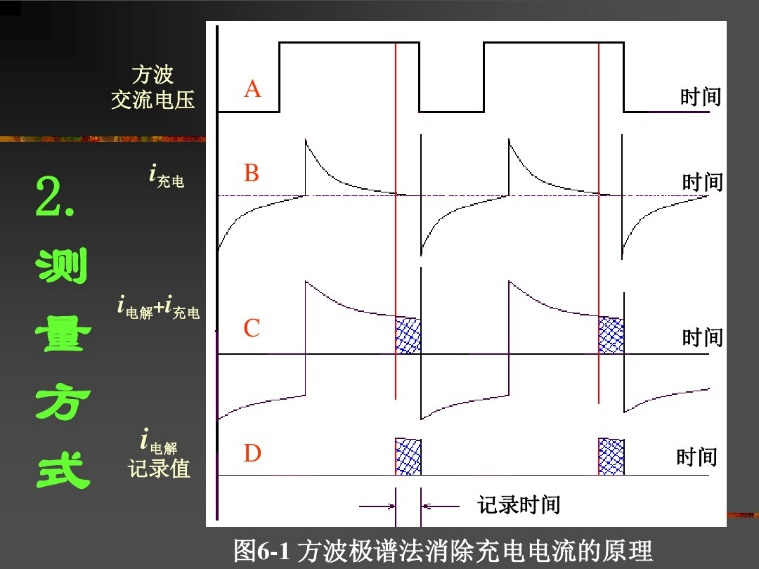 2.
测
量
方
式
方波
交流电压
A
时间
i充电
B
时间
i电解+i充电
C
时间
i电解
记录值
D
时间
记录时间
图6-1 方波极谱法消除充电电流的原理